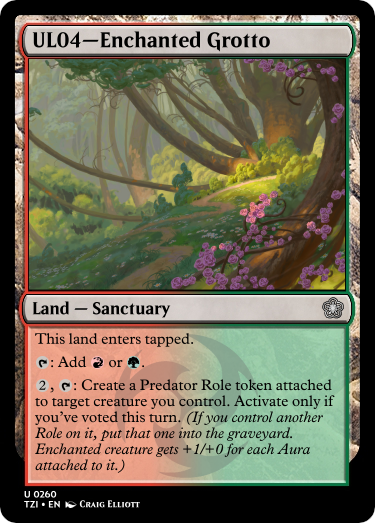 UL04—Enchanted Grotto
Land — Sanctuary
This land enters tapped.
: Add or .
2, : Create a Predator Role token attached
to target creature you control. Activate only if
you've voted this turn. (If you control another
Role on it, put that one into the graveyard.
Enchanted creature gets +1/+0 for each Aura
attached to it.)
U 0260
TZI • EN Craig Elliott